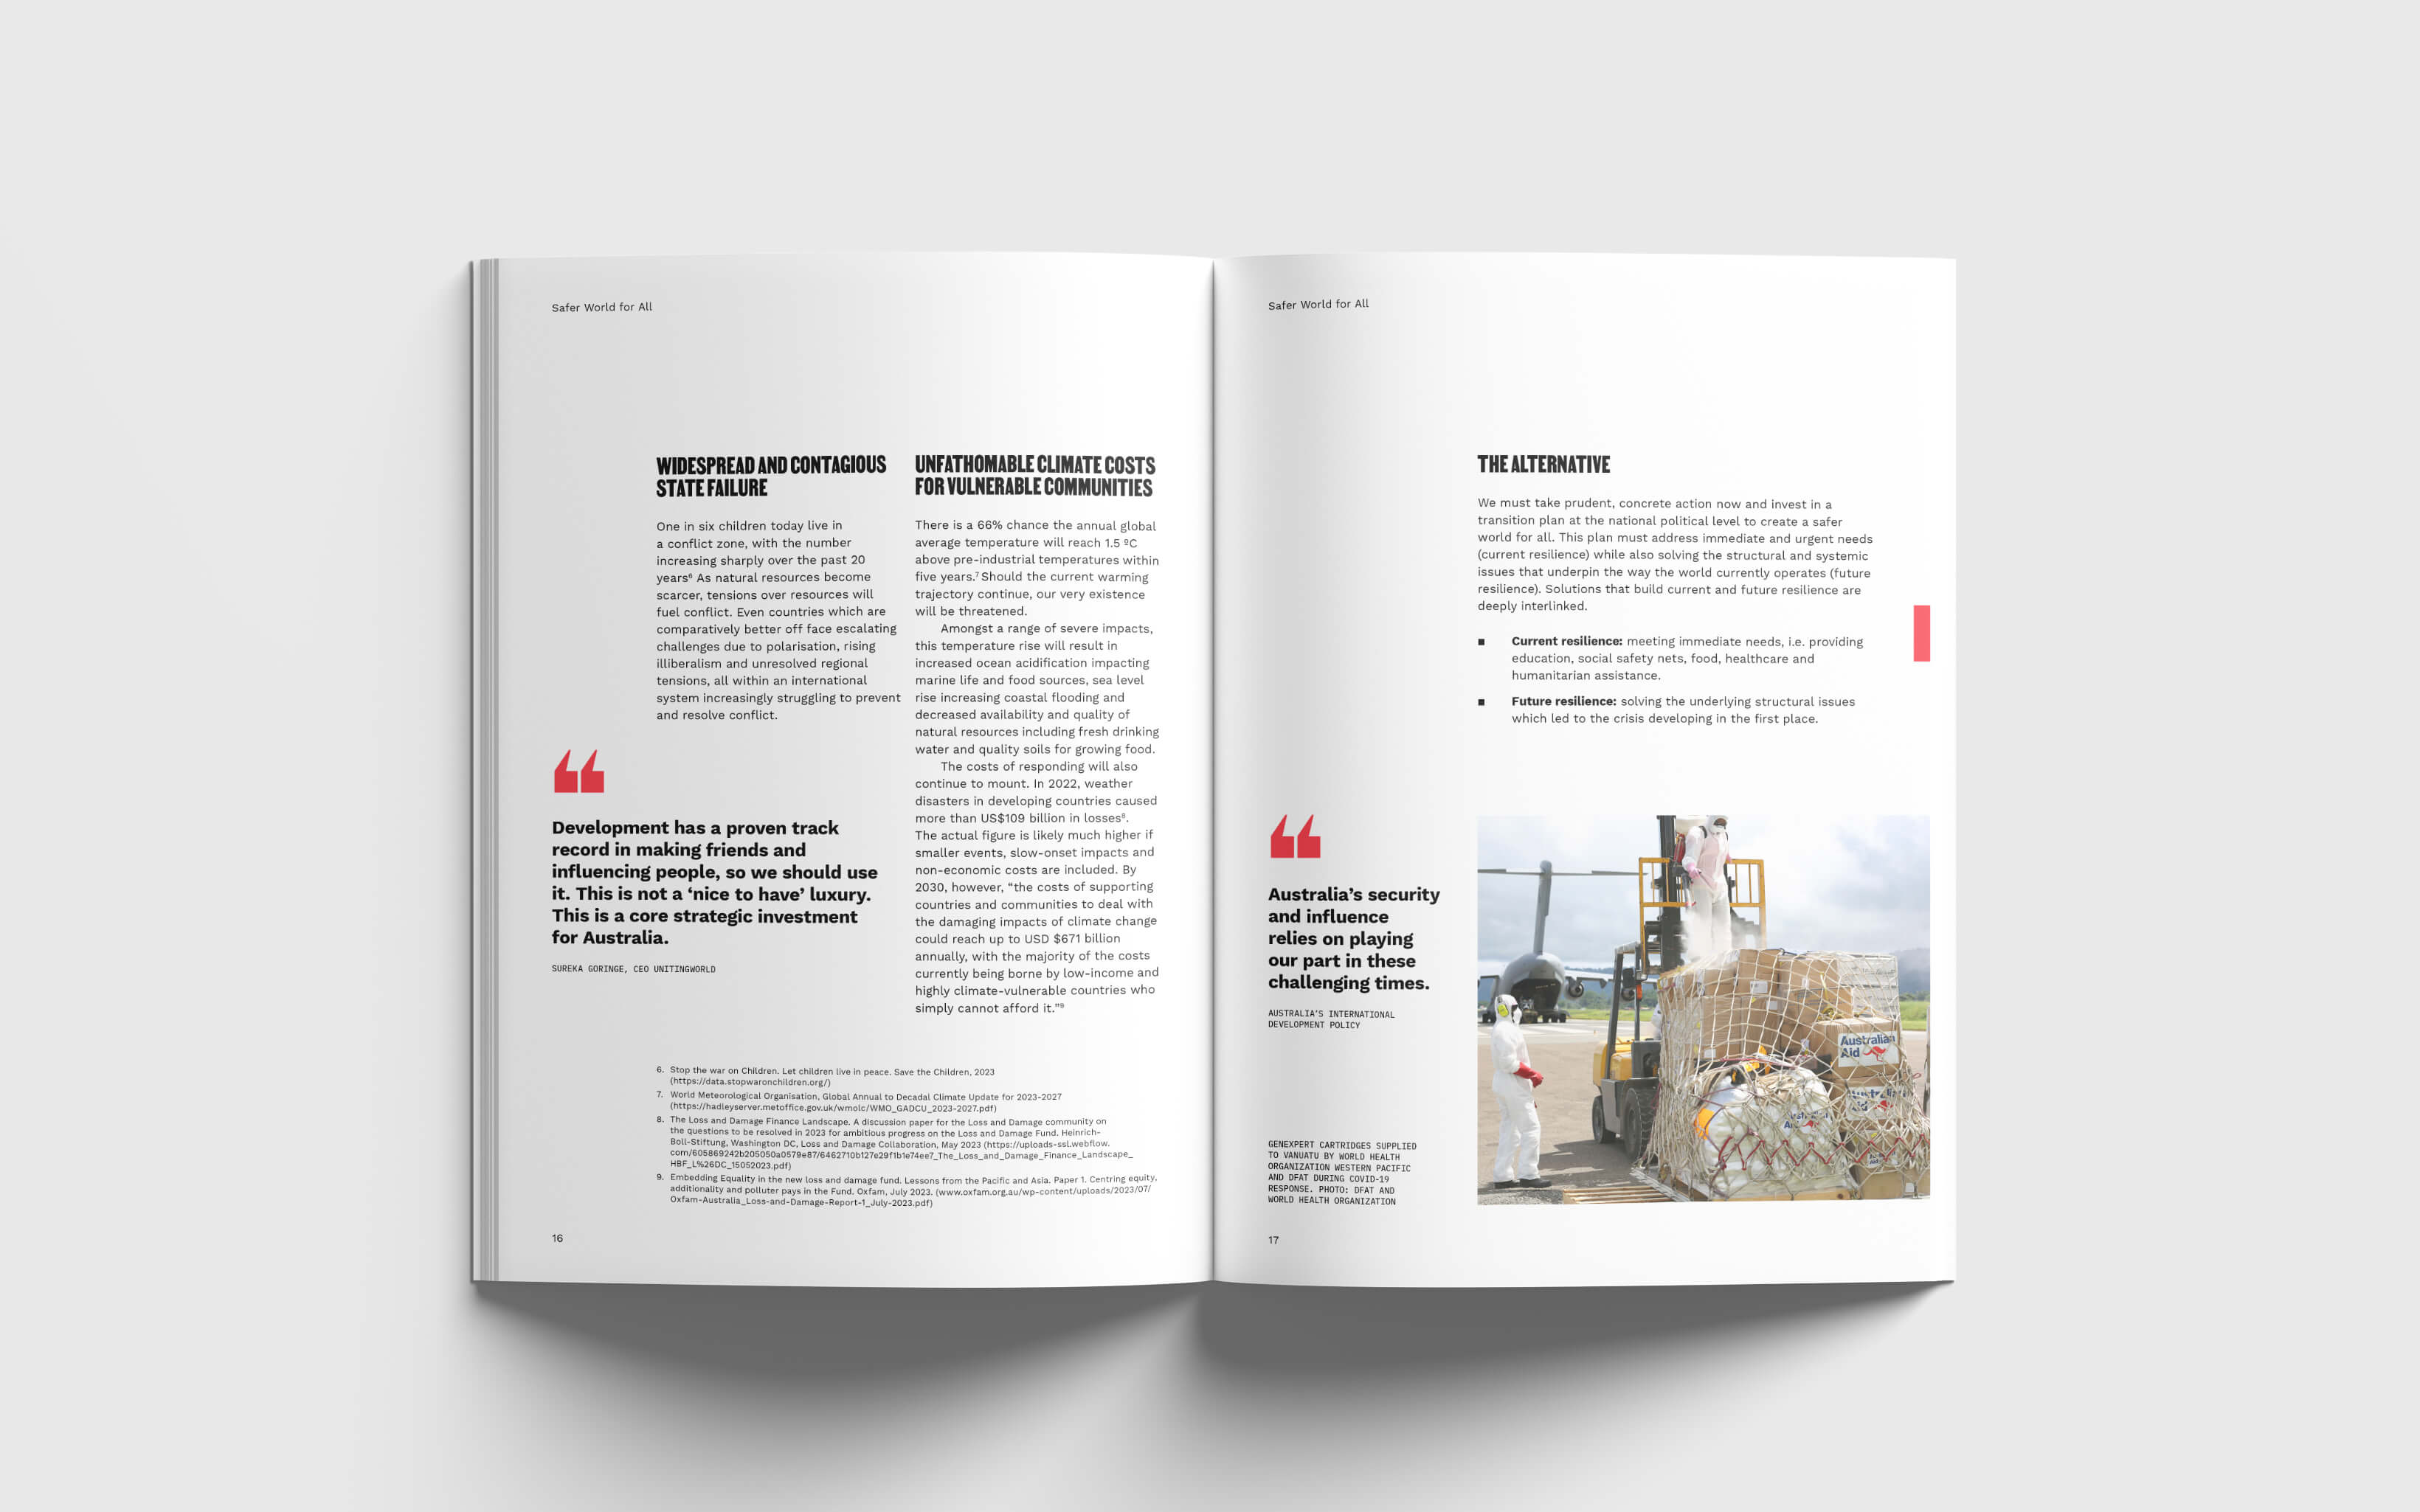 Safer World for All
WIDESPREAD AND CONTAGIOUS
STATE FAILURE
One in six children today live in
a conflict zone, with the number
increasing sharply over the past 20
years⁶ As natural resources become
scarcer, tensions over resources will
fuel conflict. Even countries which are
comparatively better off face escalating
challenges due to polarisation, rising
illiberalism and unresolved regional
tensions, all within an international
system increasingly struggling to prevent
and resolve conflict.
Development has a proven track
record in making friends and
influencing people, so we should use
it. This is not a ‘nice to have’ luxury.
This is a core strategic investment
for Australia.
SUREKA GORINGE, CEO UNITINGWORLD
UNFATHOMABLE CLIMATE COSTS
FOR VULNERABLE COMMUNITIES
There is a 66% chance the annual global
average temperature will reach 1.5 ºC
above pre-industrial temperatures within
five years.⁷ Should the current warming
trajectory continue, our very existence
will be threatened.
Amongst a range of severe impacts,
this temperature rise will result in
increased ocean acidification impacting
marine life and food sources, sea level
rise increasing coastal flooding and
decreased availability and quality of
natural resources including fresh drinking
water and quality soils for growing food.
The costs of responding will also
continue to mount. In 2022, weather
disasters in developing countries caused
more than US$109 billion in losses⁸.
The actual figure is likely much higher if
smaller events, slow-onset impacts and
non-economic costs are included. By
2030, however, “the costs of supporting
countries and communities to deal with
the damaging impacts of climate change
could reach up to USD $671 billion
annually, with the majority of the costs
currently being borne by low-income and
highly climate-vulnerable countries who
simply cannot afford it.”⁹
6. Stop the war on Children. Let children live in peace. Save the Children, 2023
(https://data.stopwaronchildren.org/)
7. World Meteorological Organisation, Global Annual to Decadal Climate Update for 2023-2027
(https://hadleyserver.metoffice.gov.uk/wmolc/WMO_GADCU_2023-2027.pdf)
8. The Loss and Damage Finance Landscape. A discussion paper for the Loss and Damage community on
the questions to be resolved in 2023 for ambitious progress on the Loss and Damage Fund. Heinrich-
Boll-Stiftung, Washington DC, Loss and Damage Collaboration, May 2023 (https://uploads-ssl.webflow.
com/605869242b205050a0579e87/6462710b127e29f1b1e74ee7_The_Loss_and_Damage_Finance_Landscape_
HBF_L%26DC_15052023.pdf)
9. Embedding Equality in the new loss and damage fund. Lessons from the Pacific and Asia. Paper 1. Centring equity,
additionality and polluter pays in the Fund. Oxfam, July 2023. (www.oxfam.org.au/wp-content/uploads/2023/07/
Oxfam-Australia_Loss-and-Damage-Report-1_July-2023.pdf)
16
Safer World for All
THE ALTERNATIVE
We must take prudent, concrete action now and invest in a
transition plan at the national political level to create a safer
world for all. This plan must address immediate and urgent needs
(current resilience) while also solving the structural and systemic
issues that underpin the way the world currently operates (future
resilience). Solutions that build current and future resilience are
deeply interlinked.
Current resilience: meeting immediate needs, i.e. providing
education, social safety nets, food, healthcare and
humanitarian assistance.
Future resilience: solving the underlying structural issues
which led to the crisis developing in the first place.
Australia’s security
and influence
relies on playing
our part in these
challenging times.
AUSTRALIA’S INTERNATIONAL
DEVELOPMENT POLICY
GENEXPERT CARTRIDGES SUPPLIED
TO VANUATU BY WORLD HEALTH
ORGANIZATION WESTERN PACIFIC
AND DFAT DURING COVID-19
RESPONSE. PHOTO: DFAT AND
WORLD HEALTH ORGANIZATION
Australian
Aid
17